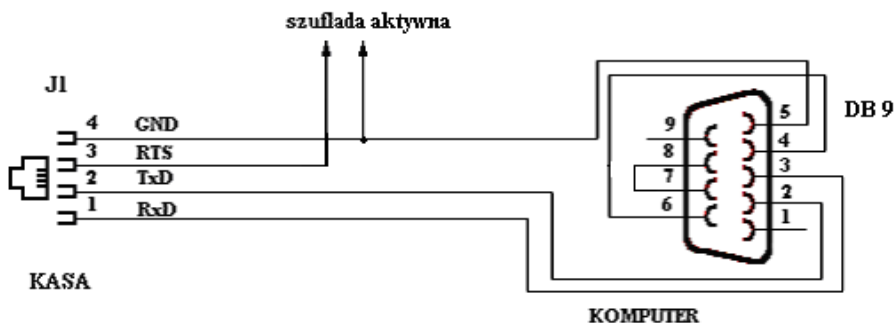 szuflada aktywna
J1
4 GND
3 RTS
2 TxD
1 RxD
KASA
9
8
7
6
5
4
3
2
1
DB 9
KOMPUTER